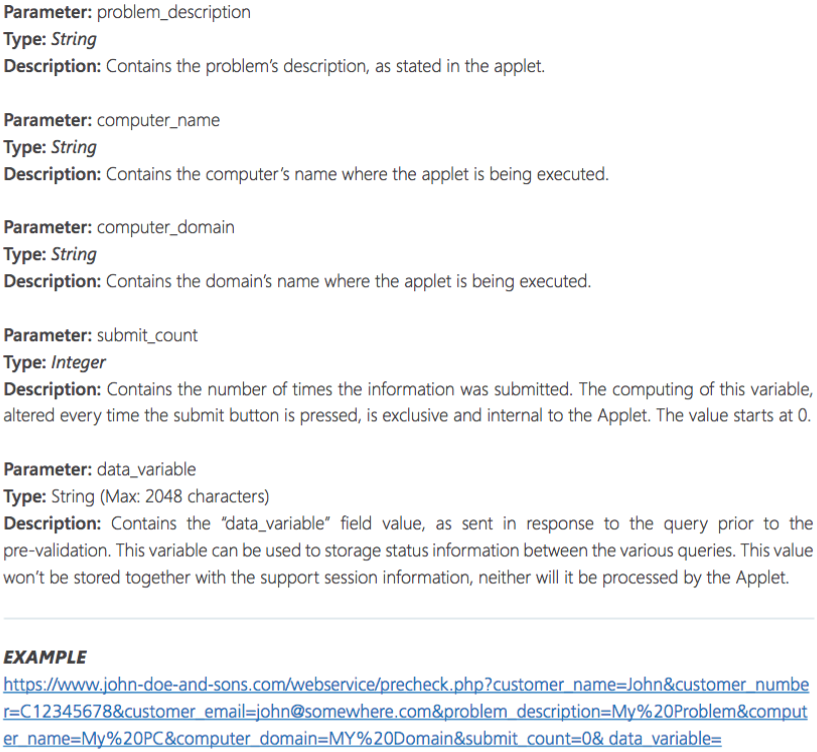 Parameter: problem_description
Type: String
Description: Contains the problem's description, as stated in the applet.
Parameter: computer_name
Type: String
Description: Contains the computer's name where the applet is being executed.
Parameter: computer_domain
Type: String
Description: Contains the domain's name where the applet is being executed.
Parameter: submit_count
Type: Integer
Description: Contains the number of times the information was submitted. The computing of this variable,
altered every time the submit button is pressed, is exclusive and internal to the Applet. The value starts at 0.
Parameter: data_variable
Type: String (Max: 2048 characters)
Description: Contains the "data_variable" field value, as sent in response to the query prior to the
pre-validation. This variable can be used to storage status information between the various queries. This value
won't be stored together with the support session information, neither will it be processed by the Applet.
EXAMPLE
https://www.john-doe-and-sons.com/webservice/precheck.php?customer_name=John&customer_numbe
r=C12345678&customer_email=john@somewhere.com&problem_description=My%20Problem&comput
er_name=My%20PC&computer_domain=MY%20Domain&submit_count=0& data_variable=